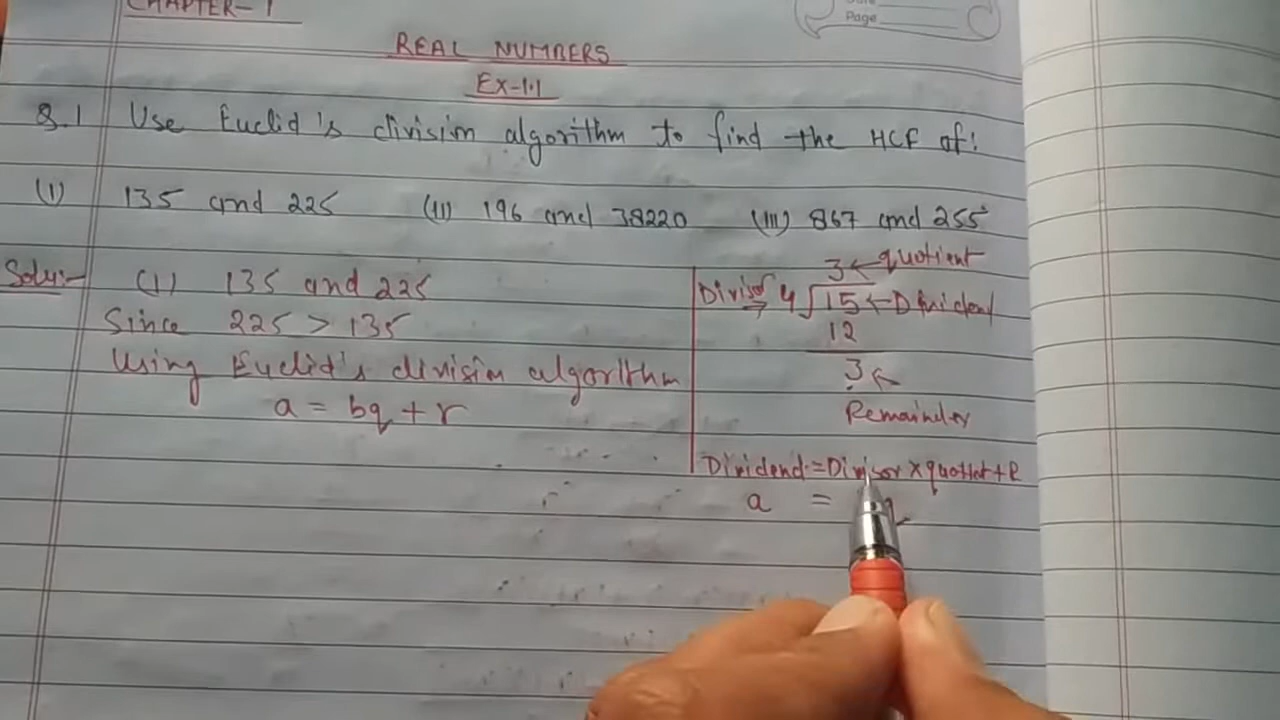 CHAPTER-1
Page
REAL NUMBERS
EX-1.1
Q.1 Use Euclid's division algorithm to find the HCF of:
(I) 135 and 225 (II) 196 and 38220 (III) 867 and 255
Solu:- (I) 135 and 225
Since 225 > 135
Using Euclid's division algorithm
a = bq + r
3 ← quotient
Divisor → 4 √15 ← Dividend
12
3 ←
Remainder
Dividend = Divisor × quotient + R
a =